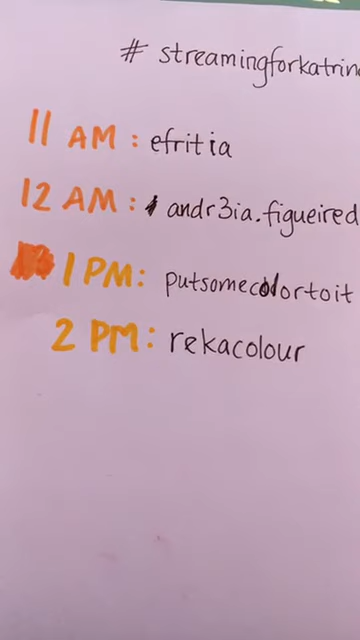 # streamingforkatrin
11 AM: efritia
12 AM: andr3ia.figueired
1 PM: putsomecolortoit
2 PM: rekacolour